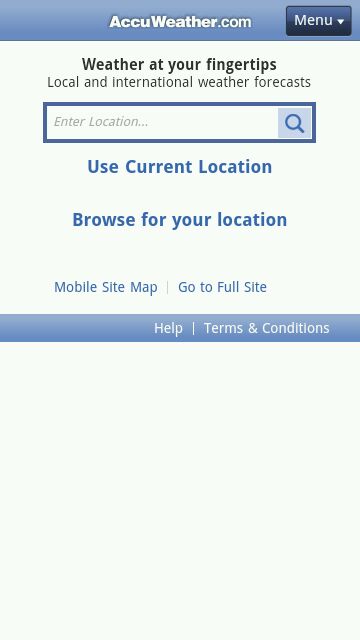 AccuWeather.com
Menu
Weather at your fingertips
Local and international weather forecasts
Enter Location...
Use Current Location
Browse for your location
Mobile Site Map | Go to Full Site
Help | Terms & Conditions